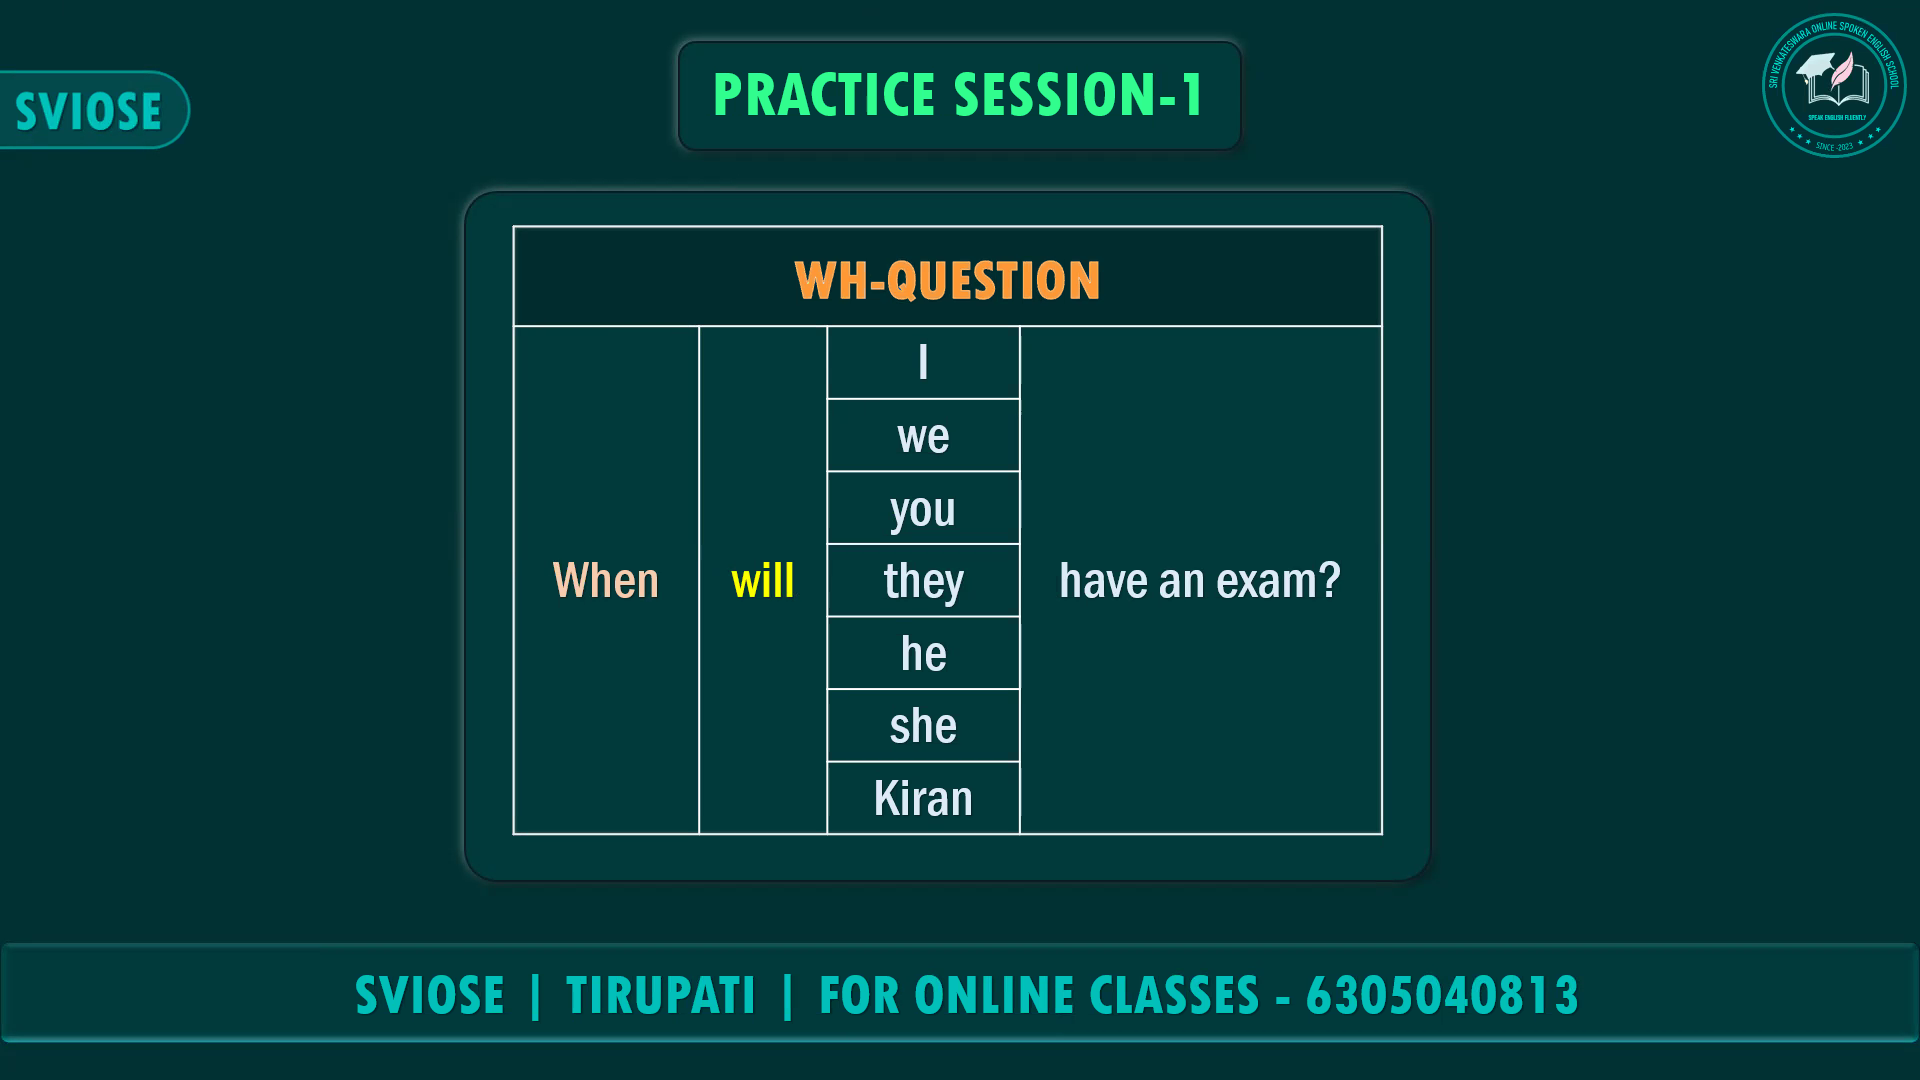 PRACTICE SESSION-1
SVIOSE
SRI VENKATESWARA ONLINE SPOKEN ENGLISH SCHOOL
SPEAK ENGLISH FLUENTLY
SINCE -2023
WH-QUESTION
I
we
you
When will they have an exam?
he
she
Kiran
SVIOSE | TIRUPATI | FOR ONLINE CLASSES - 6305040813